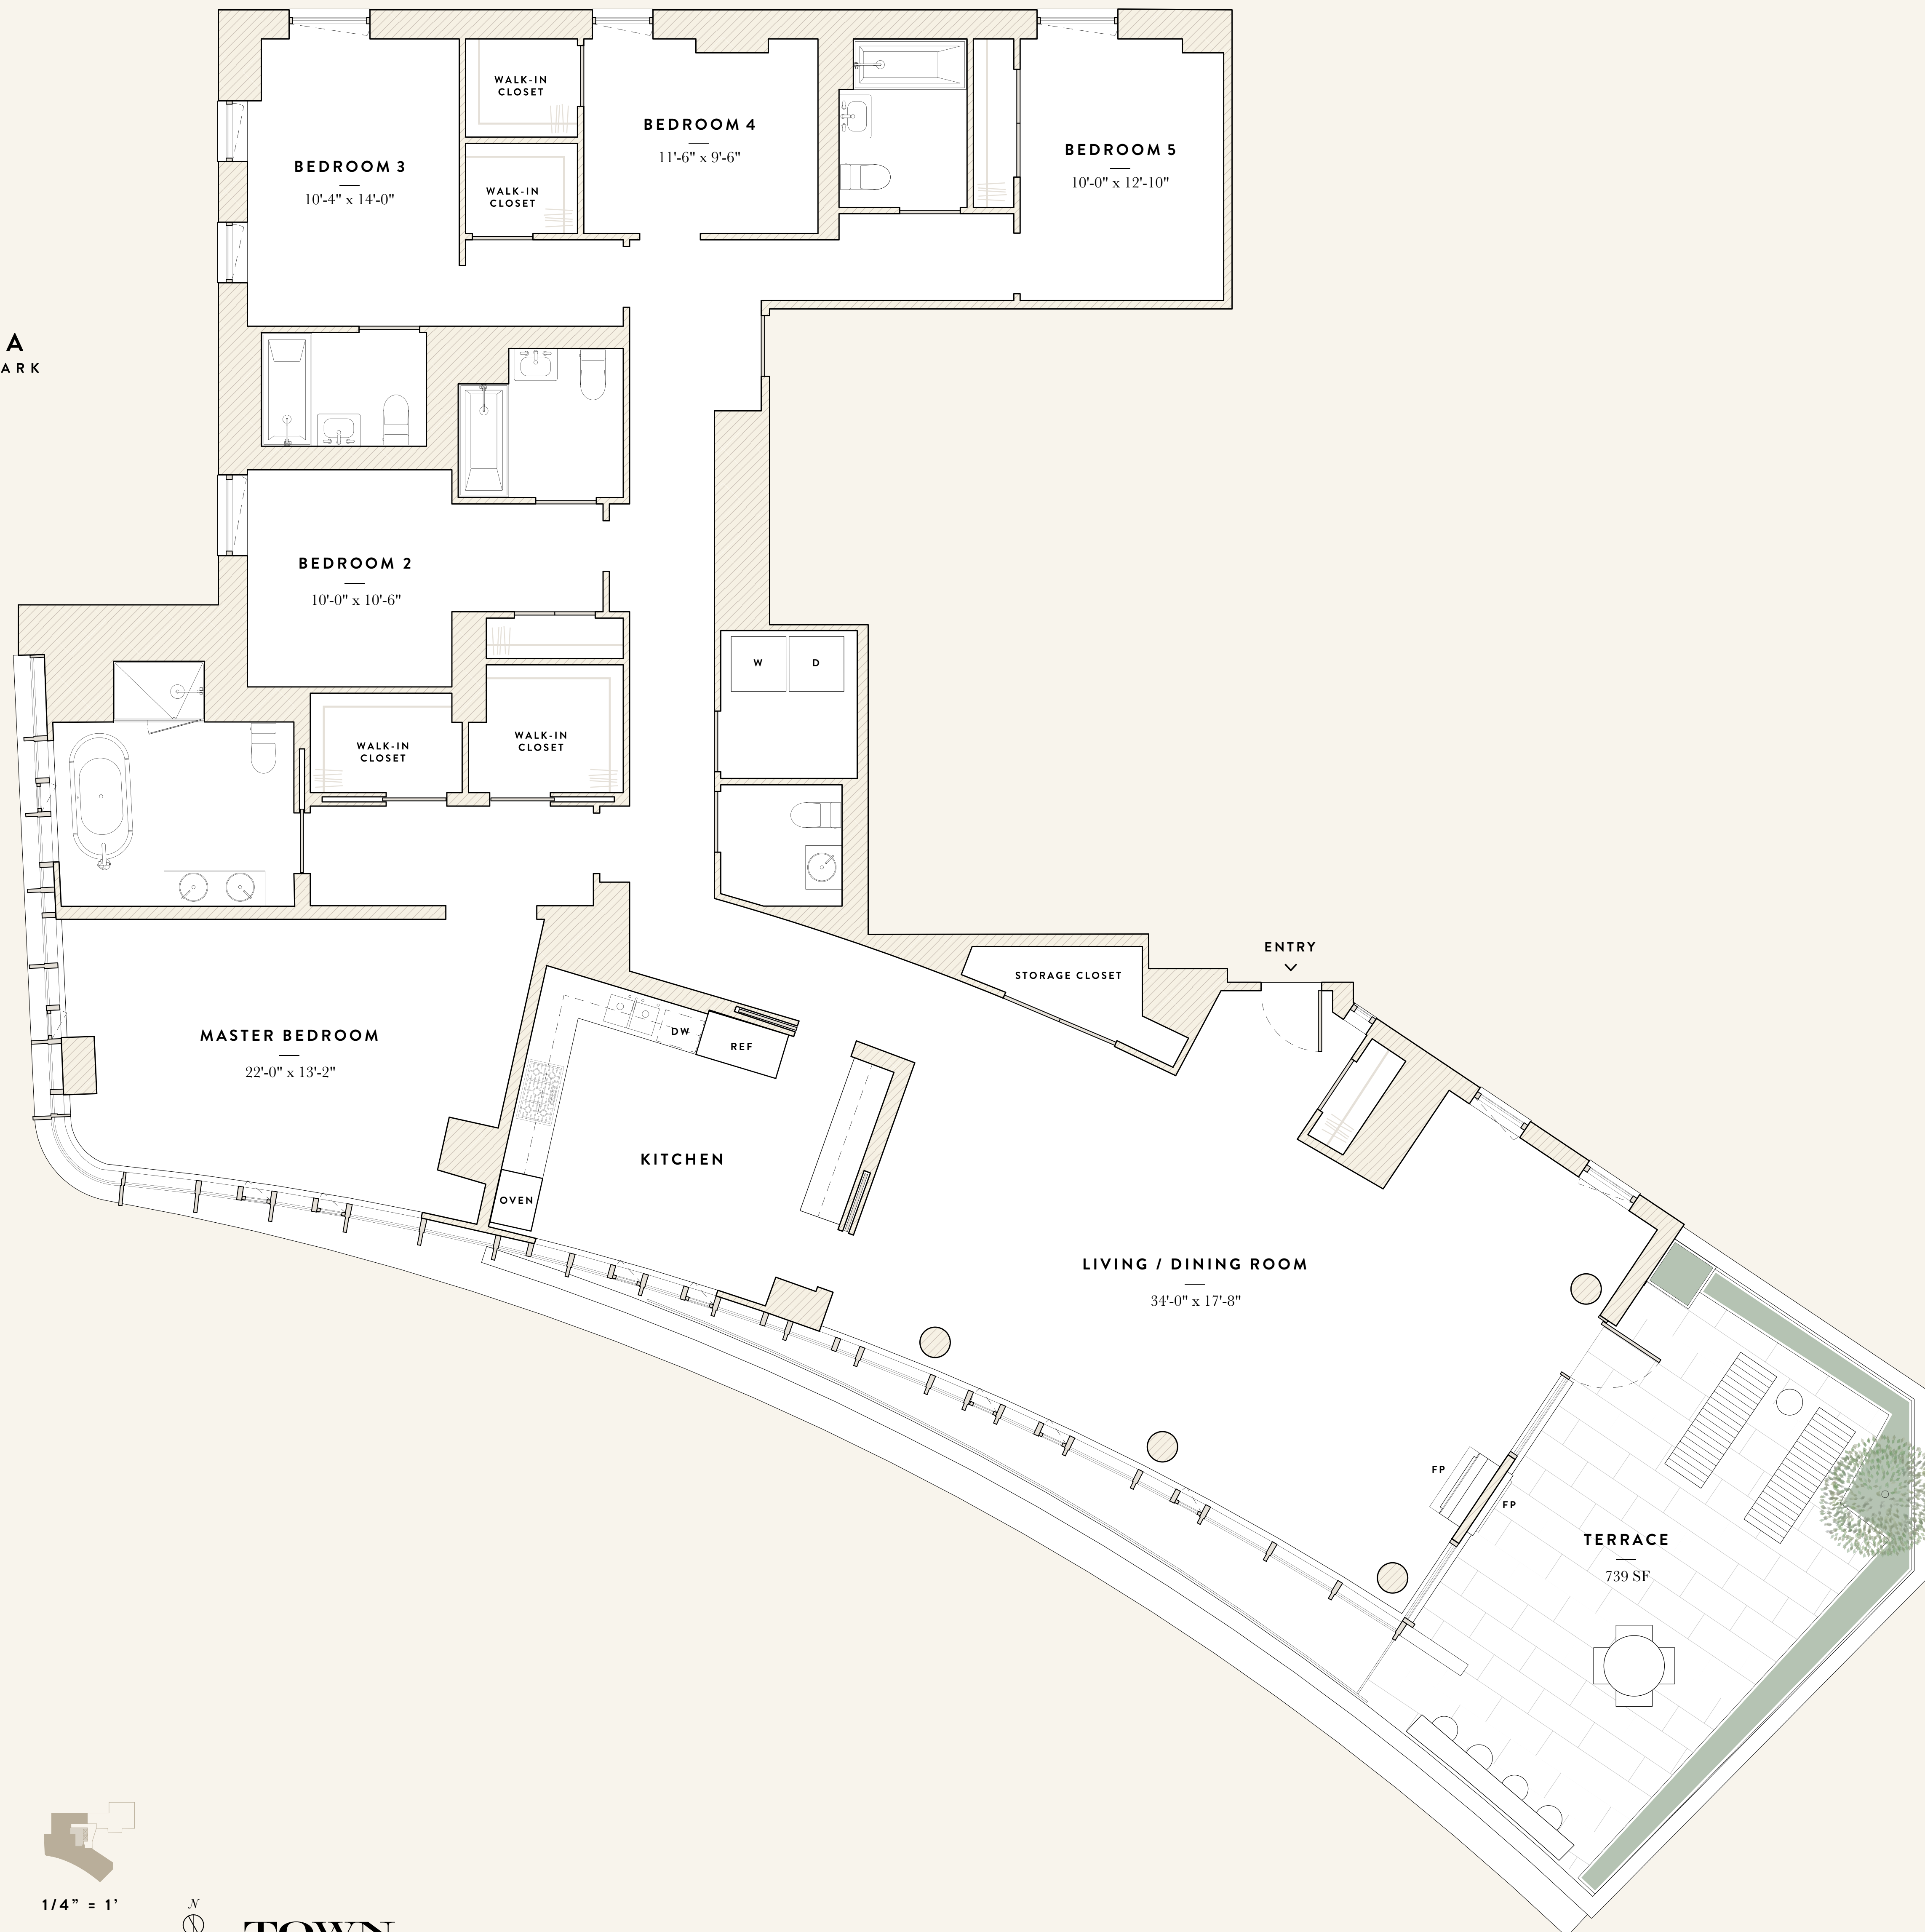 A
ARK
WALK-IN
CLOSET
BEDROOM 4
11'-6" x 9'-6"
BEDROOM 5
10'-0" x 12'-10"
BEDROOM 3
10'-4" x 14'-0"
WALK-IN
CLOSET
BEDROOM 2
10'-0" x 10'-6"
W
D
WALK-IN
CLOSET
WALK-IN
CLOSET
ENTRY
STORAGE CLOSET
MASTER BEDROOM
22'-0" x 13'-2"
DW
REF
KITCHEN
OVEN
LIVING / DINING ROOM
34'-0" x 17'-8"
FP
FP
TERRACE
739 SF
1/4” = 1’
N
TOWN